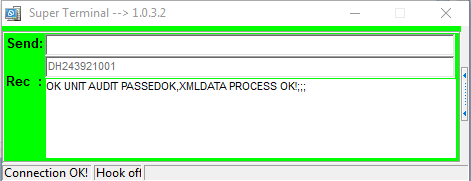 Super Terminal --> 1.0.3.2
Send:
DH243921001
Rec :
OK UNIT AUDIT PASSEDOK,XMLDATA PROCESS OK!;;;
Connection OK! Hook off